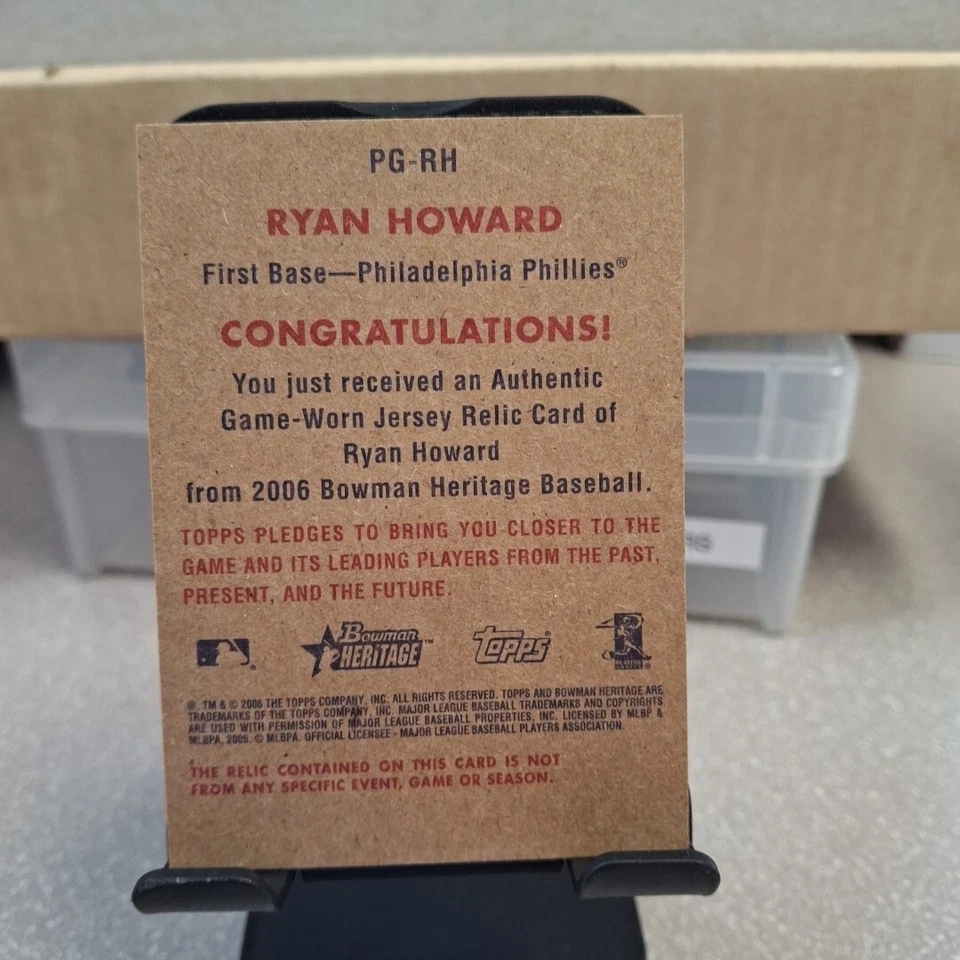 PG-RH
RYAN HOWARD
First Base—Philadelphia Phillies®
CONGRATULATIONS!
You just received an Authentic
Game-Worn Jersey Relic Card of
Ryan Howard
from 2006 Bowman Heritage Baseball.
TOPPS PLEDGES TO BRING YOU CLOSER TO THE
GAME AND ITS LEADING PLAYERS FROM THE PAST,
PRESENT, AND THE FUTURE.
Bowman
HERITAGE™
Topps®
PLAYERS
CHOICE®
®, TM & © 2006 THE TOPPS COMPANY, INC. ALL RIGHTS RESERVED. TOPPS AND BOWMAN HERITAGE ARE
TRADEMARKS OF THE TOPPS COMPANY, INC. MAJOR LEAGUE BASEBALL TRADEMARKS AND COPYRIGHTS
ARE USED WITH PERMISSION OF MAJOR LEAGUE BASEBALL PROPERTIES, INC. LICENSED BY MLBP &
MLBPA, 2006. © MLBPA. OFFICIAL LICENSEE - MAJOR LEAGUE BASEBALL PLAYERS ASSOCIATION.
THE RELIC CONTAINED ON THIS CARD IS NOT
FROM ANY SPECIFIC EVENT, GAME OR SEASON.